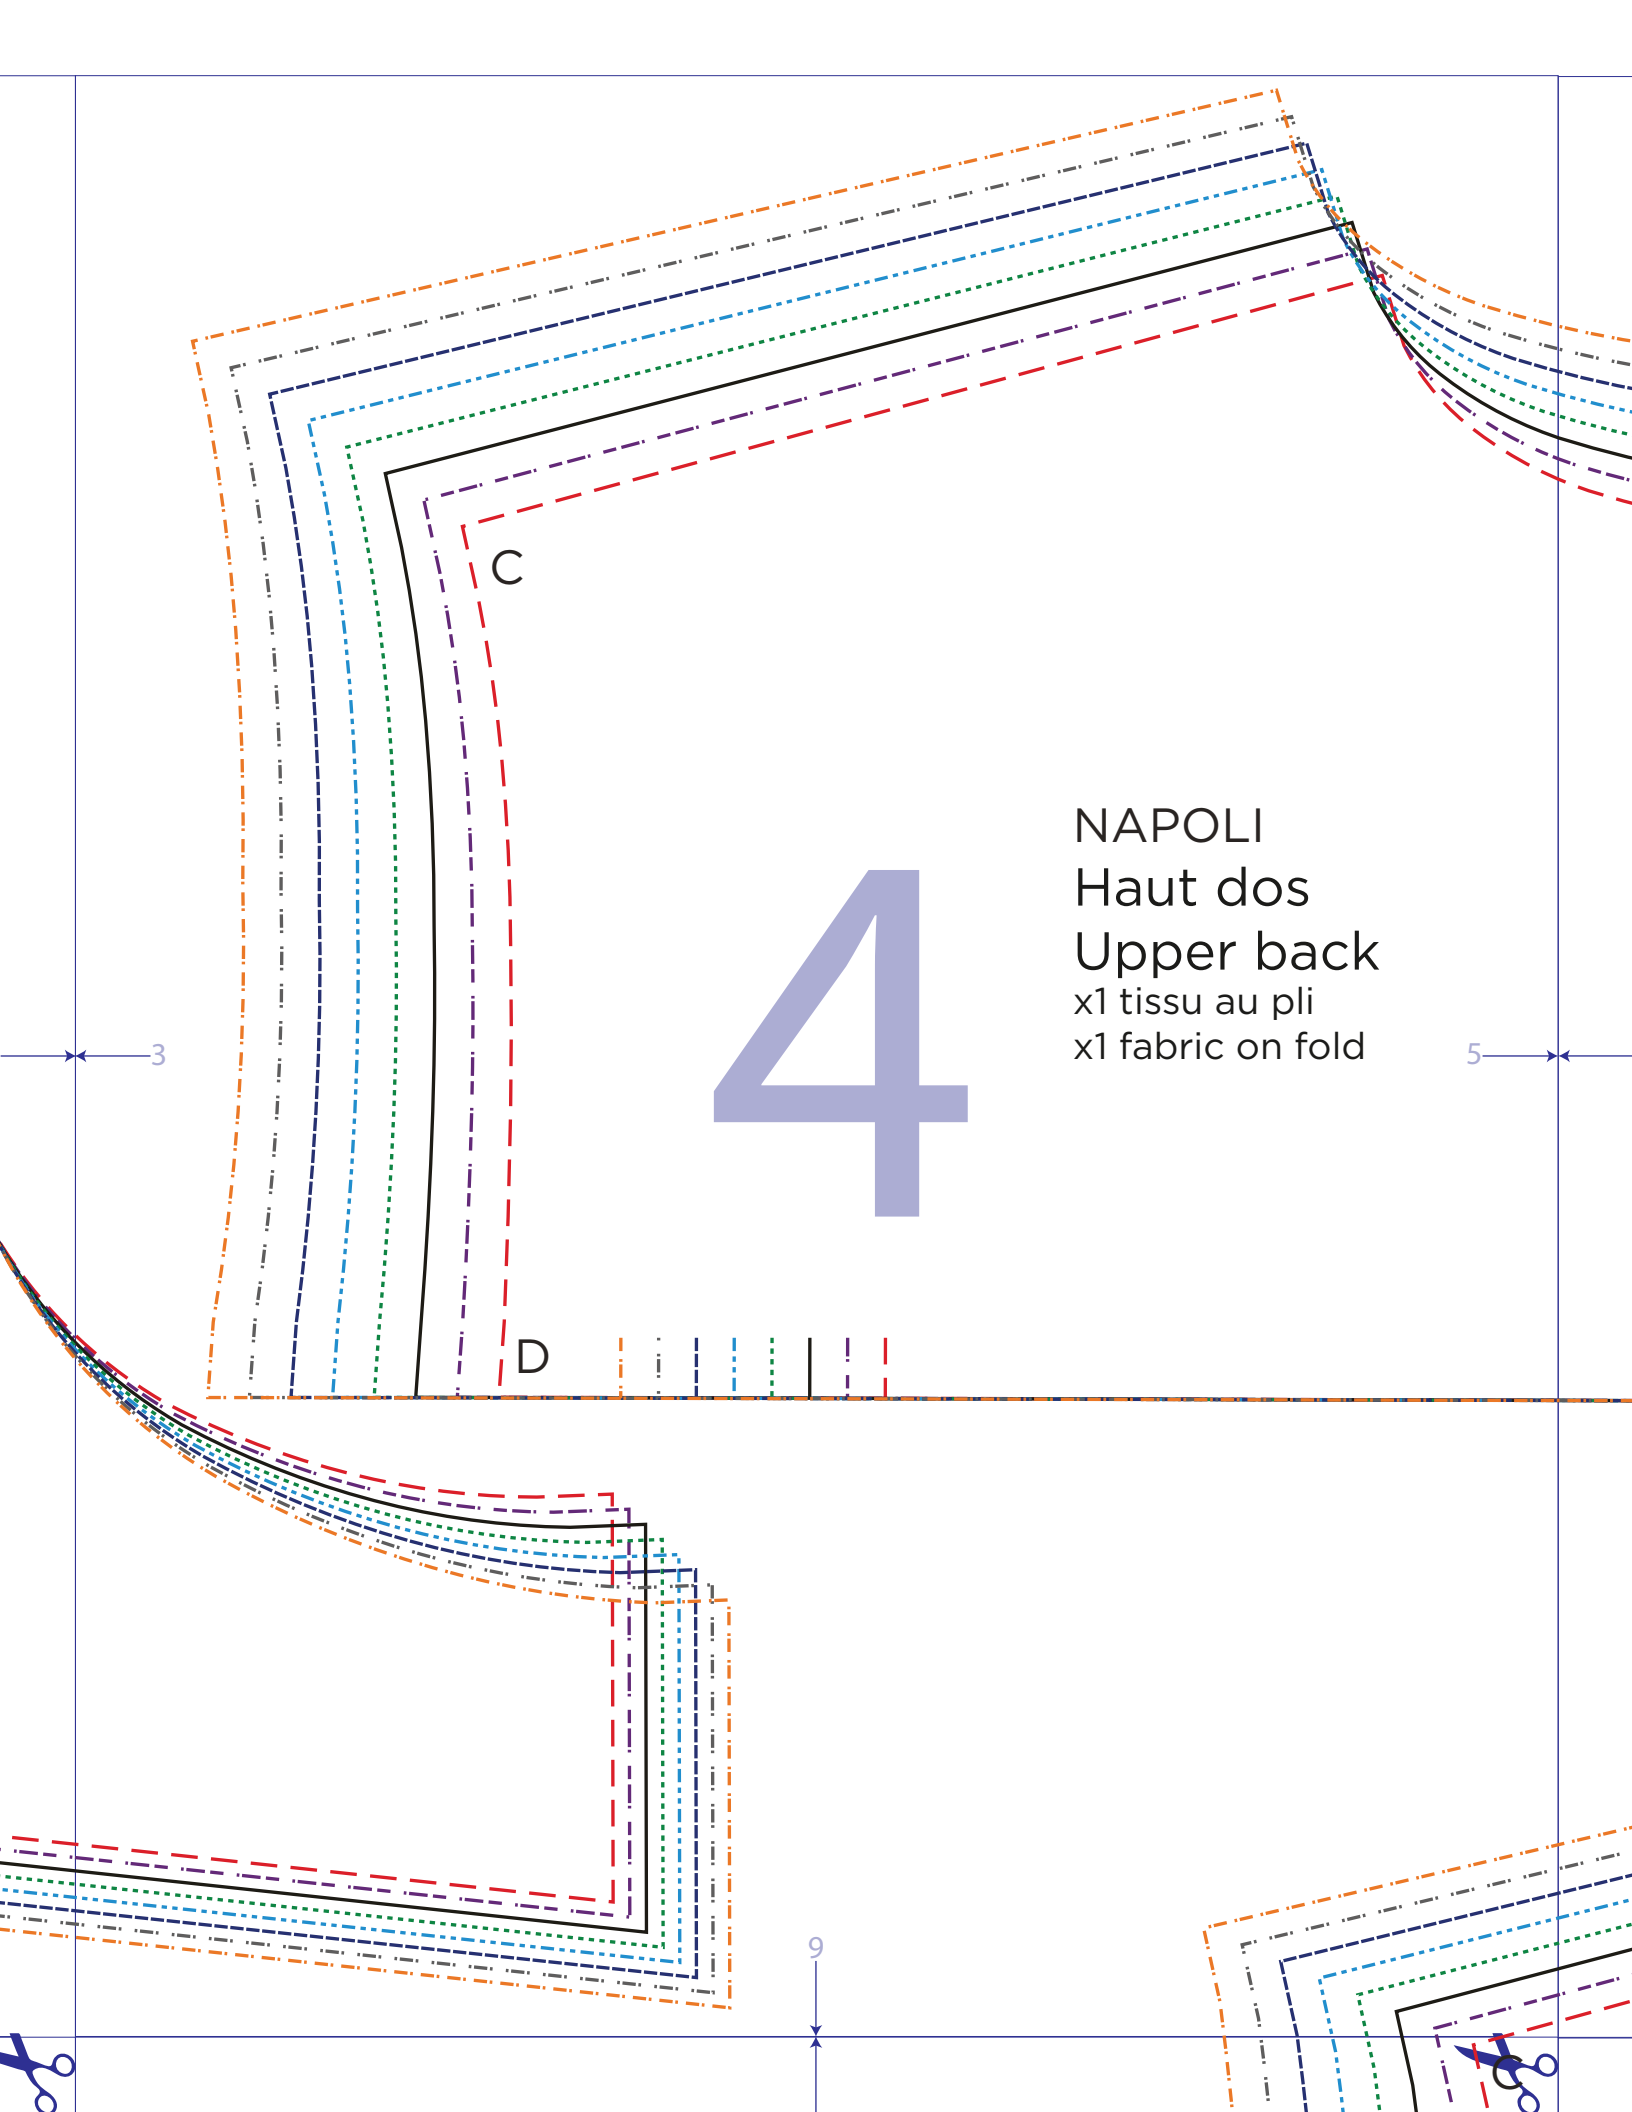 C
NAPOLI
Haut dos
Upper back
x1 tissu au pli
x1 fabric on fold
4
3
5
D
9
C